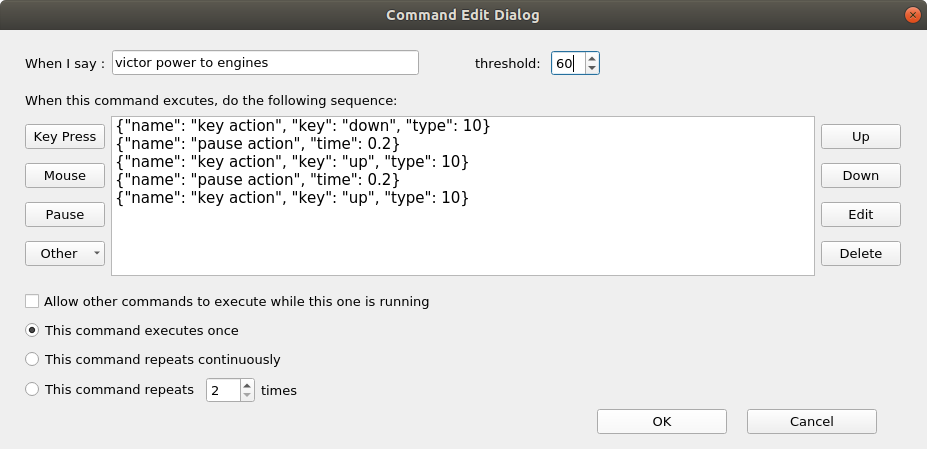 Command Edit Dialog
When I say : victor power to engines threshold: 60
When this command excutes, do the following sequence:
Key Press
Mouse
Pause
Other
{"name": "key action", "key": "down", "type": 10}
{"name": "pause action", "time": 0.2}
{"name": "key action", "key": "up", "type": 10}
{"name": "pause action", "time": 0.2}
{"name": "key action", "key": "up", "type": 10}
Up
Down
Edit
Delete
Allow other commands to execute while this one is running
This command executes once
This command repeats continuously
This command repeats 2 times
OK Cancel